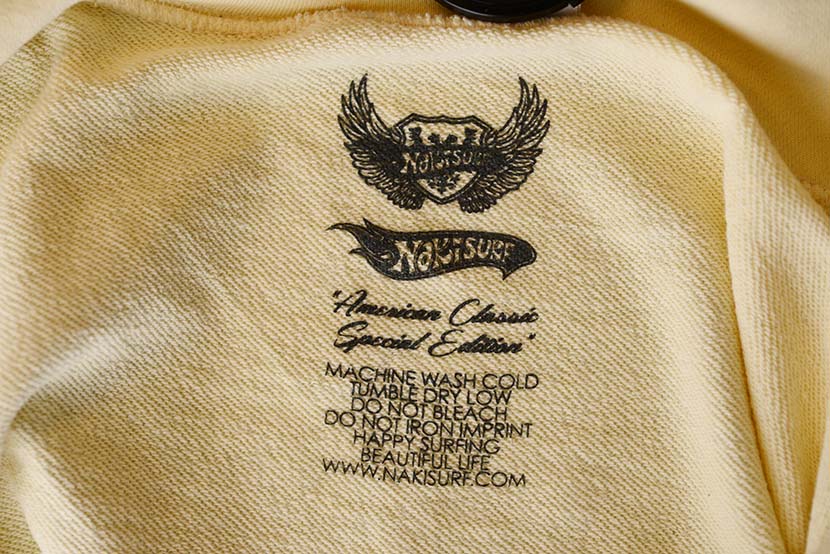 NAKISURF
NAKISURF
"American Classic
Special Edition"
MACHINE WASH COLD
TUMBLE DRY LOW
DO NOT BLEACH
DO NOT IRON IMPRINT
HAPPY SURFING
BEAUTIFUL LIFE
WWW.NAKISURF.COM